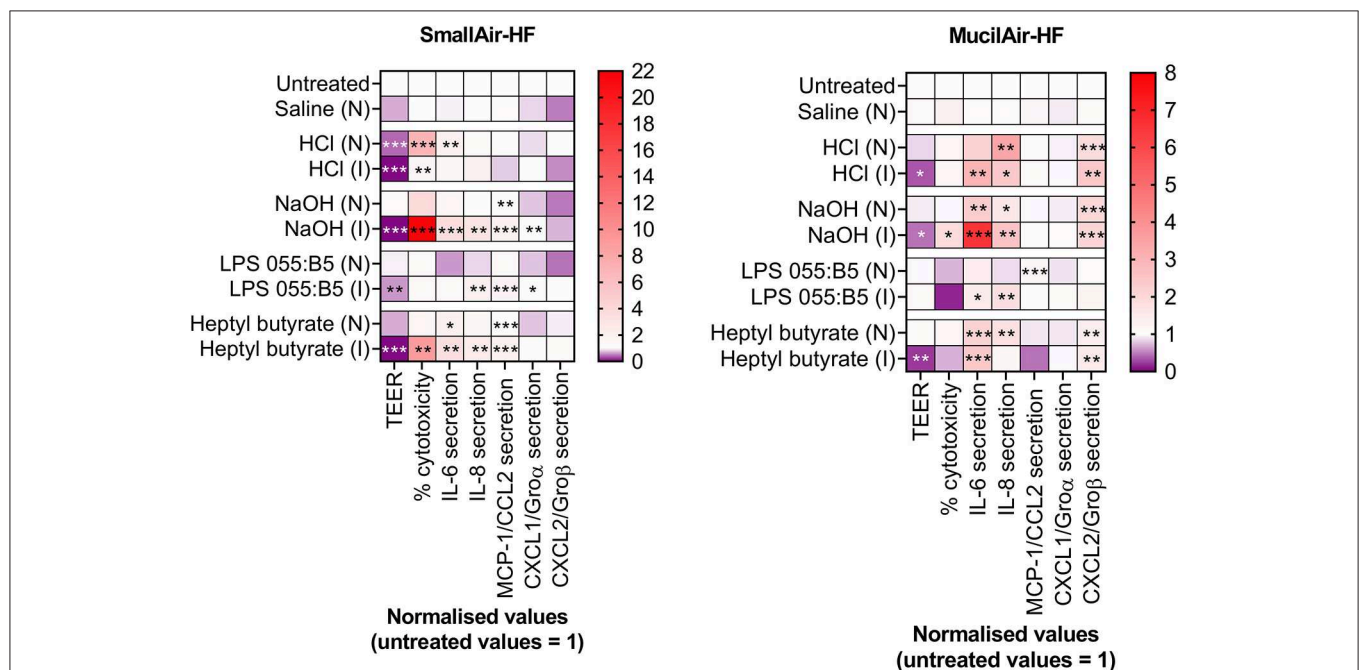 SmallAir-HF
Untreated
Saline (N)
HCl (N)
*** *** **
HCl (I)
*** **
NaOH (N)
**
NaOH (I)
*** *** *** ** *** **
LPS 055:B5 (N)
LPS 055:B5 (I)
** ** *** *
Heptyl butyrate (N)
* ***
Heptyl butyrate (I)
*** ** ** ** ***
22
20
18
16
14
12
10
8
6
4
2
0
TEER
% cytotoxicity
IL-6 secretion
IL-8 secretion
MCP-1/CCL2 secretion
CXCL1/Groα secretion
CXCL2/Groβ secretion
Normalised values
(untreated values = 1)
MucilAir-HF
Untreated
Saline (N)
HCl (N)
** ***
HCl (I)
* ** * **
NaOH (N)
** * ***
NaOH (I)
* * *** ** ***
LPS 055:B5 (N)
***
LPS 055:B5 (I)
* **
Heptyl butyrate (N)
*** ** **
Heptyl butyrate (I)
** *** **
8
7
6
5
4
3
2
1
0
TEER
% cytotoxicity
IL-6 secretion
IL-8 secretion
MCP-1/CCL2 secretion
CXCL1/Groα secretion
CXCL2/Groβ secretion
Normalised values
(untreated values = 1)